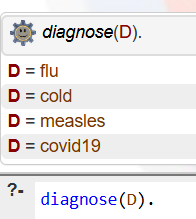 diagnose(D).
D = flu
D = cold
D = measles
D = covid19
?- diagnose(D).